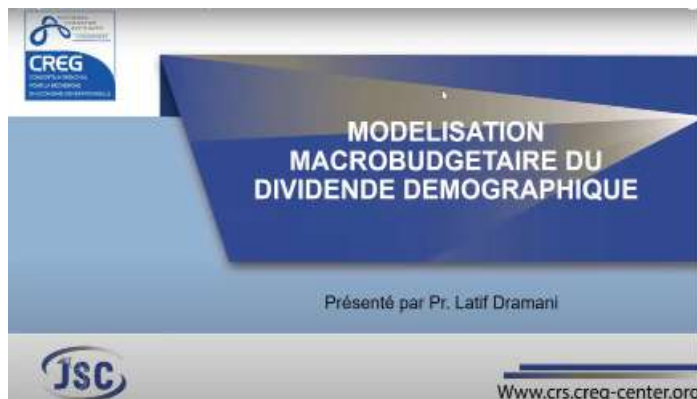 CREG
MODELISATION
MACROBUDGETAIRE DU
DIVIDENDE DEMOGRAPHIQUE
Présenté par Pr. Latif Dramani
JSC
Www.crs.creg-center.org